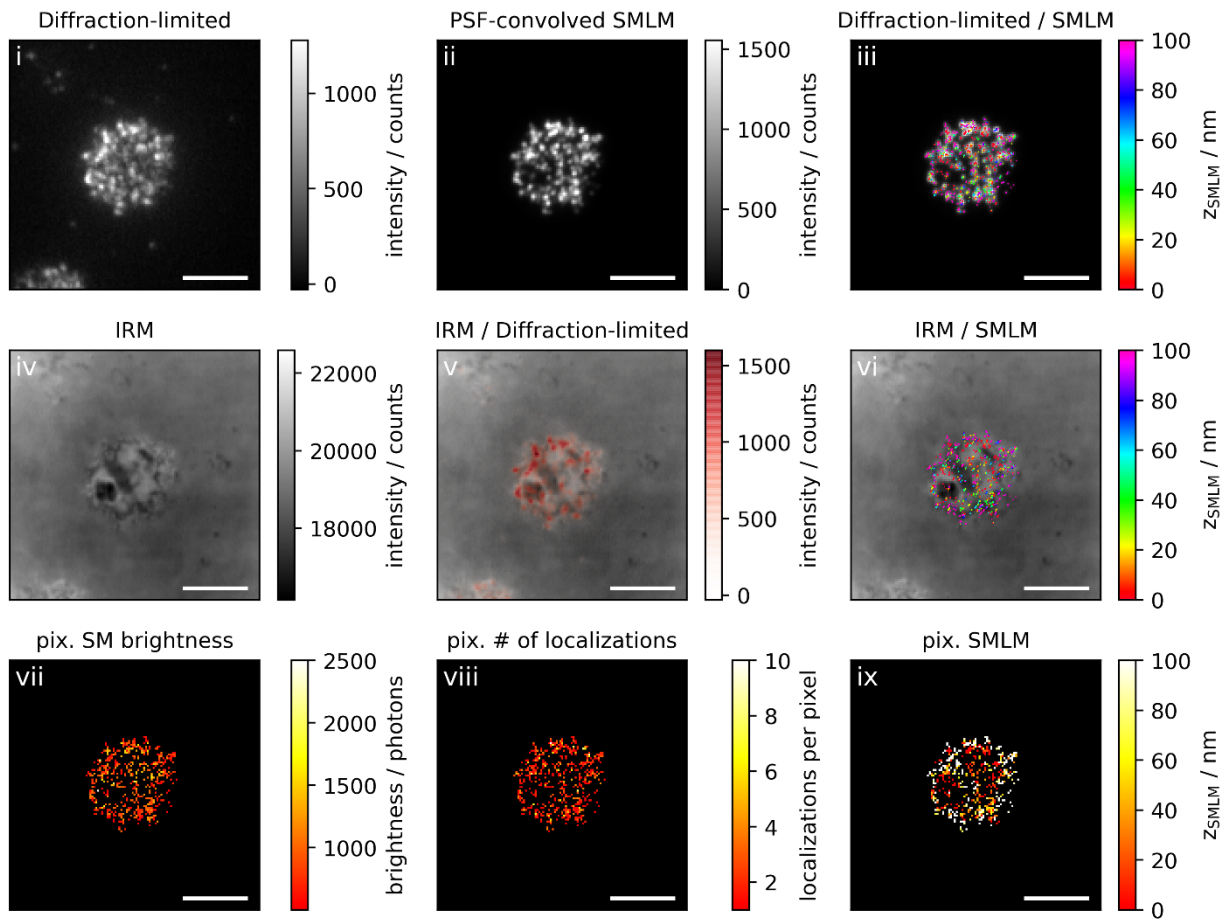 Diffraction-limited
PSF-convolved SMLM
Diffraction-limited / SMLM
i
1000
500
0
intensity / counts
ii
1500
1000
500
0
intensity / counts
iii
100
80
60
40
20
0
zSMLM / nm
IRM
IRM / Diffraction-limited
IRM / SMLM
iv
22000
20000
18000
intensity / counts
v
1500
1000
500
0
intensity / counts
vi
100
80
60
40
20
0
zSMLM / nm
pix. SM brightness
pix. # of localizations
pix. SMLM
vii
2500
2000
1500
1000
brightness / photons
viii
10
8
6
4
2
localizations per pixel
ix
100
80
60
40
20
0
zSMLM / nm